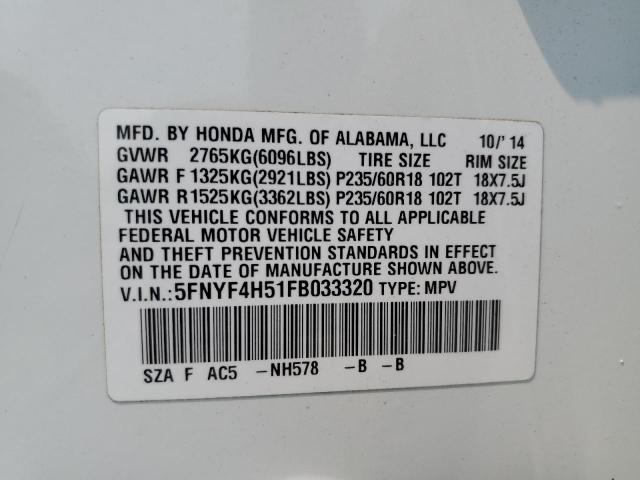 MFD. BY HONDA MFG. OF ALABAMA, LLC 10/'14
GVWR 2765KG(6096LBS) TIRE SIZE RIM SIZE
GAWR F 1325KG(2921LBS) P235/60R18 102T 18X7.5J
GAWR R 1525KG(3362LBS) P235/60R18 102T 18X7.5J
THIS VEHICLE CONFORMS TO ALL APPLICABLE
FEDERAL MOTOR VEHICLE SAFETY
AND THEFT PREVENTION STANDARDS IN EFFECT
ON THE DATE OF MANUFACTURE SHOWN ABOVE.
V.I.N.:5FNYF4H51FB033320 TYPE: MPV
SZA F AC5 -NH578 -B -B